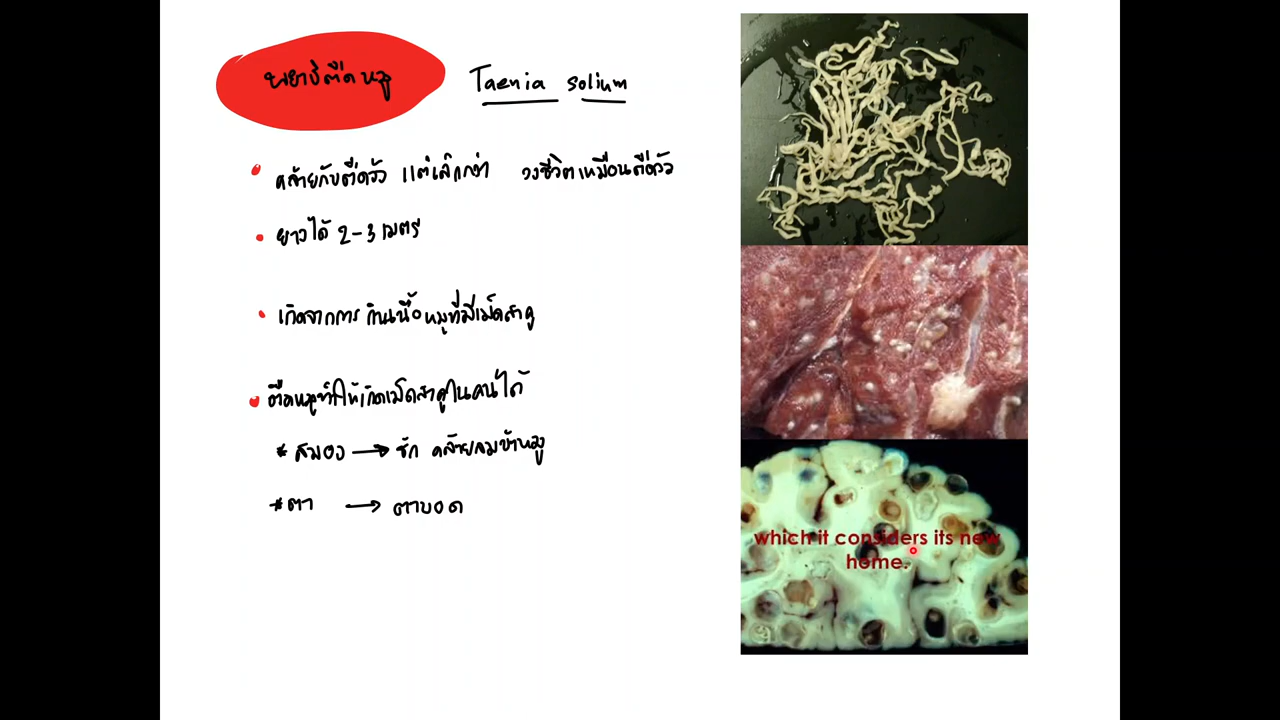 พยาธิตืดหมู Taenia solium
คล้ายกับตืดวัว แต่เล็กกว่า วงชีวิตเหมือนตืดวัว
ยาวได้ 2-3 เมตร
เกิดจากการ กินเนื้อหมูที่มีเม็ดสาคู
ตืดหมูทำให้เกิดเม็ดสาคูในคนได้
* สมอง → ชัก คล้ายลมบ้าหมู
* ตา → ตาบอด
which it considers its new
home.